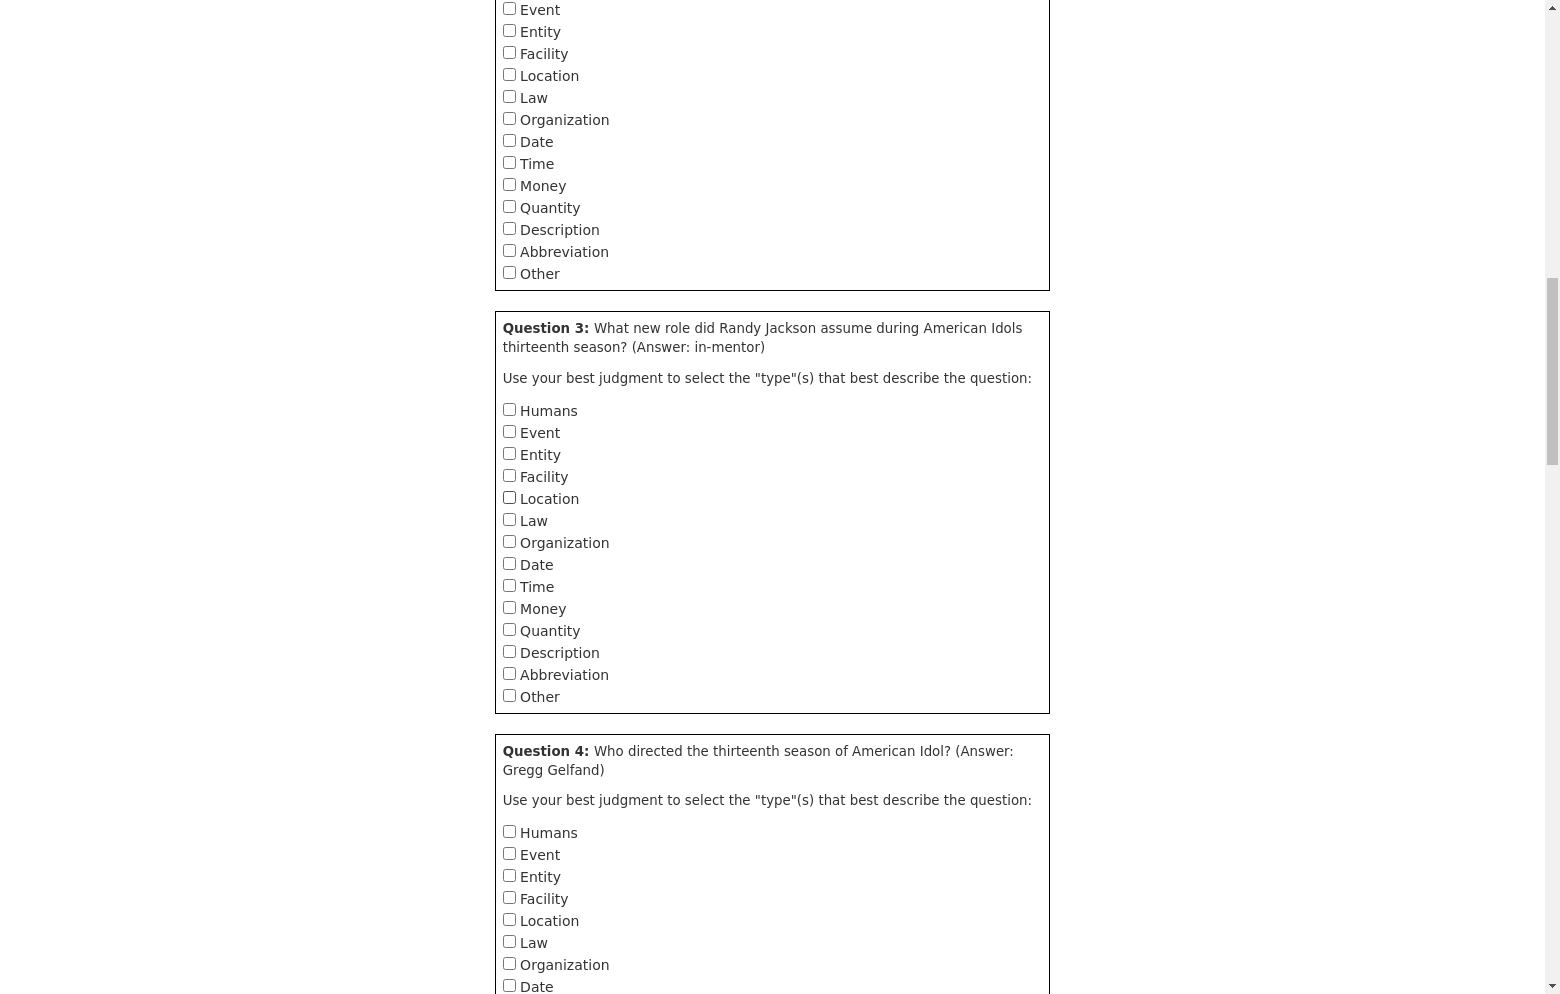 Event
Entity
Facility
Location
Law
Organization
Date
Time
Money
Quantity
Description
Abbreviation
Other
Question 3: What new role did Randy Jackson assume during American Idols
thirteenth season? (Answer: in-mentor)
Use your best judgment to select the "type"(s) that best describe the question:
Humans
Event
Entity
Facility
Location
Law
Organization
Date
Time
Money
Quantity
Description
Abbreviation
Other
Question 4: Who directed the thirteenth season of American Idol? (Answer:
Gregg Gelfand)
Use your best judgment to select the "type"(s) that best describe the question:
Humans
Event
Entity
Facility
Location
Law
Organization
Date